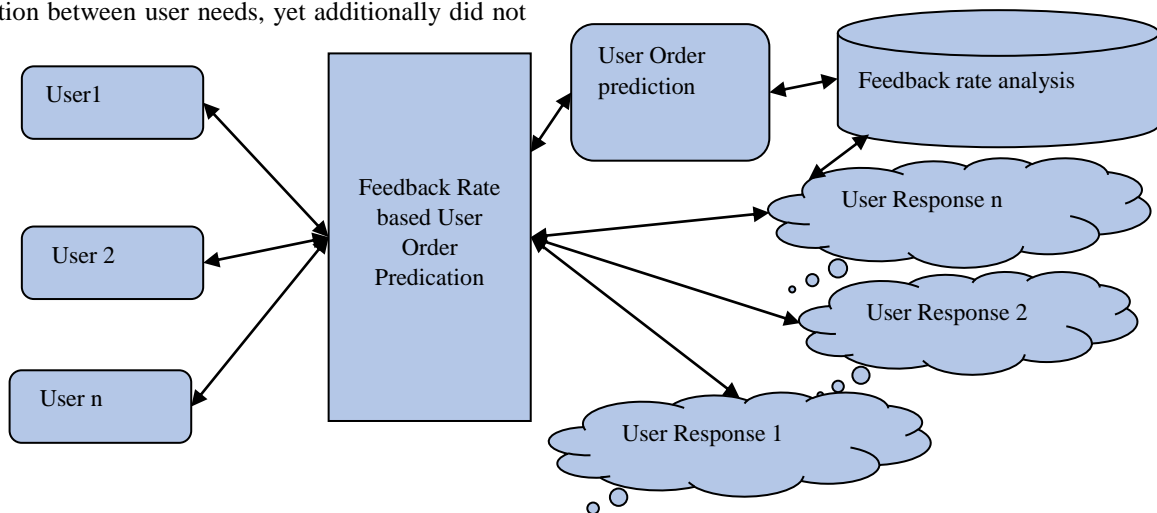 tion between user needs, yet additionally did not
User1
User 2
User n
Feedback Rate
based User
Order
Predication
User Order
prediction
Feedback rate analysis
User Response n
User Response 2
User Response 1